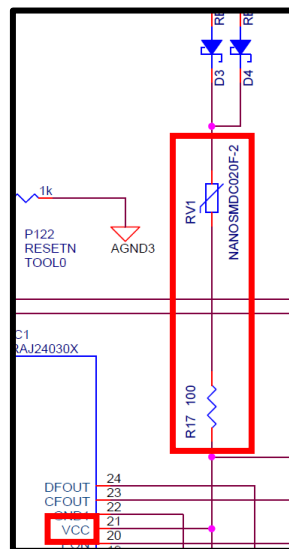 D3
D4
RV1
NANOSMDC020F-2
1k
P122
RESETN
TOOL0
AGND3
RAJ24030X
R17 100
DFOUT 24
CFOUT 23
22
VCC 21
20